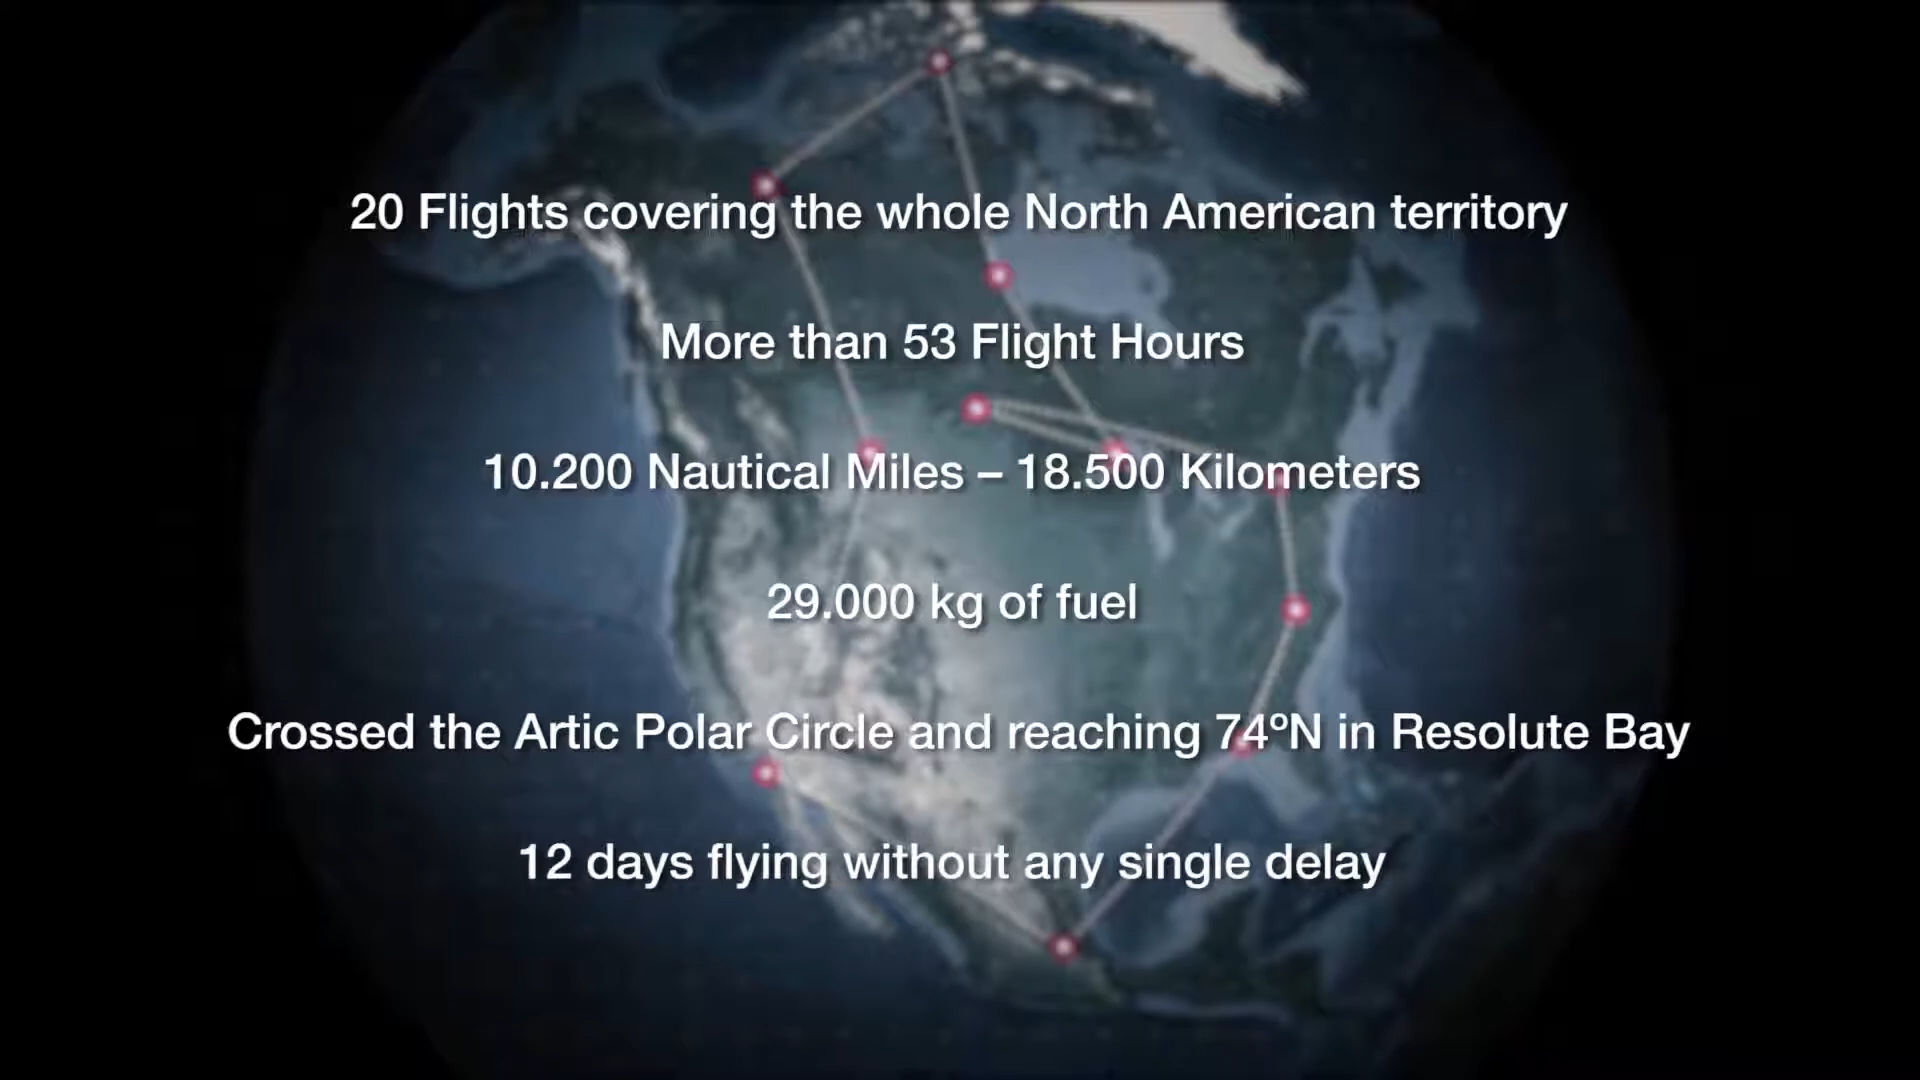 20 Flights covering the whole North American territory
More than 53 Flight Hours
10.200 Nautical Miles – 18.500 Kilometers
29.000 kg of fuel
Crossed the Artic Polar Circle and reaching 74ºN in Resolute Bay
12 days flying without any single delay